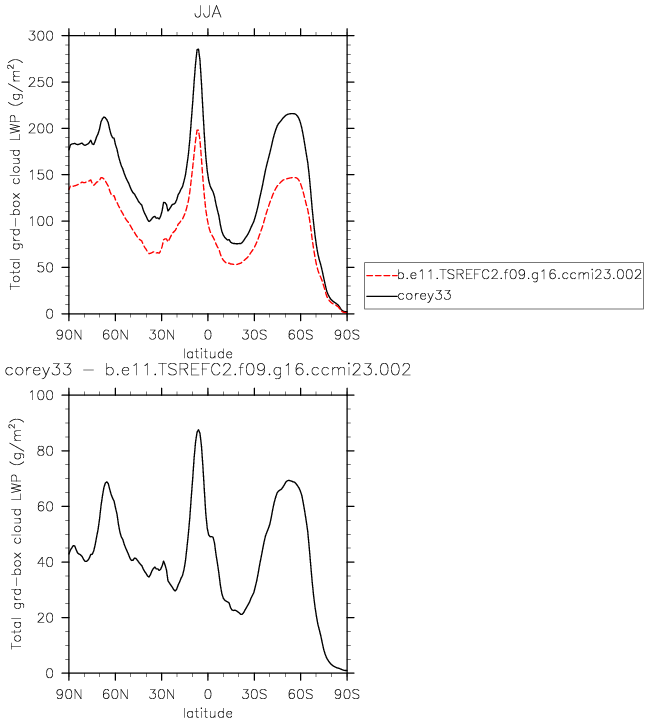 JJA
300
250
200
150
100
50
0
Total grd-box cloud LWP (g/m²)
90N 60N 30N 0 30S 60S 90S
latitude
b.e11.TSREFC2.f09.g16.ccmi23.002
corey33
corey33 - b.e11.TSREFC2.f09.g16.ccmi23.002
100
80
60
40
20
0
Total grd-box cloud LWP (g/m²)
90N 60N 30N 0 30S 60S 90S
latitude